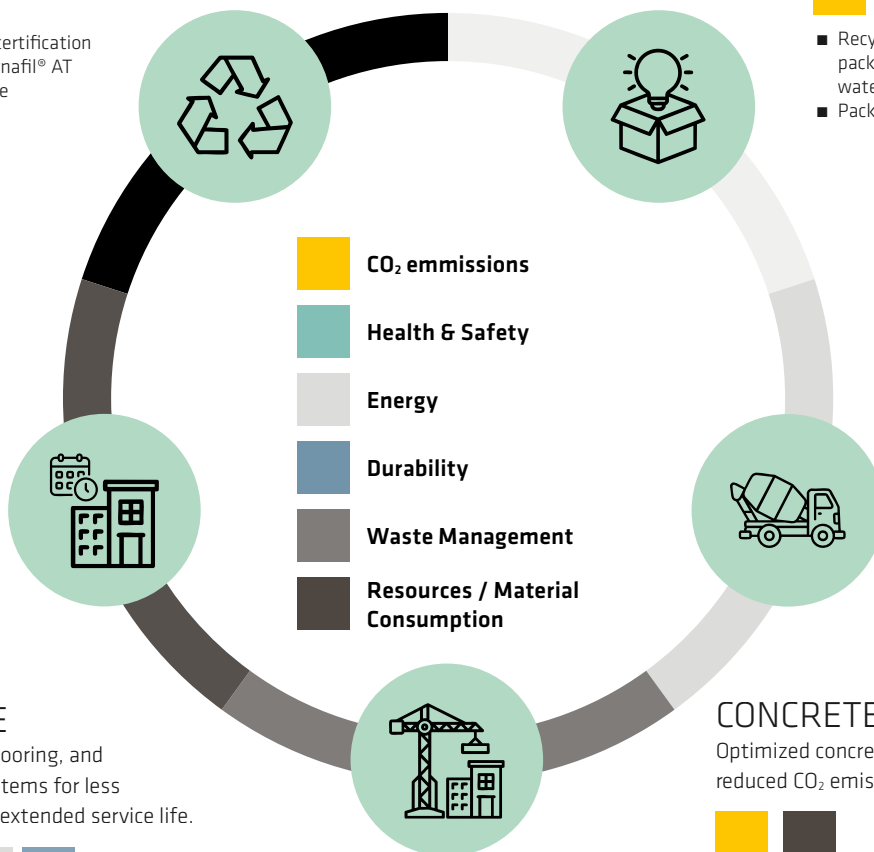 certification
nafil® AT
e
■ Recy
pack
wate
■ Pack
CO₂ emmissions
Health & Safety
Energy
Durability
Waste Management
Resources / Material
Consumption
E
ooring, and
tems for less
extended service life.
CONCRETE
Optimized concre
reduced CO₂ emis